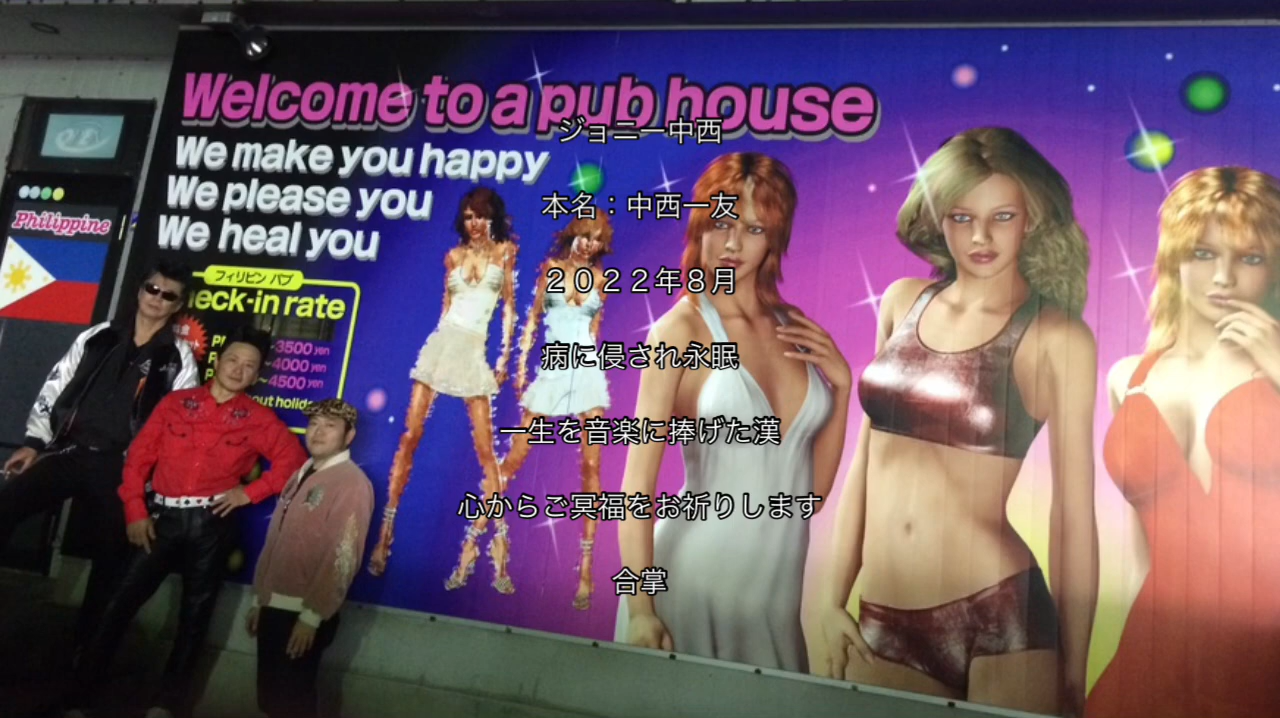 Welcome to a pub house
We make you happy
We please you
We heal you
Philippine
フィリピン パブ
eck-in rate
~3500 yen
~4000 yen
~4500 yen
out holid
ジョニー中西
本名：中西一友
２０２２年８月
病に侵され永眠
一生を音楽に捧げた漢
心からご冥福をお祈りします
合掌